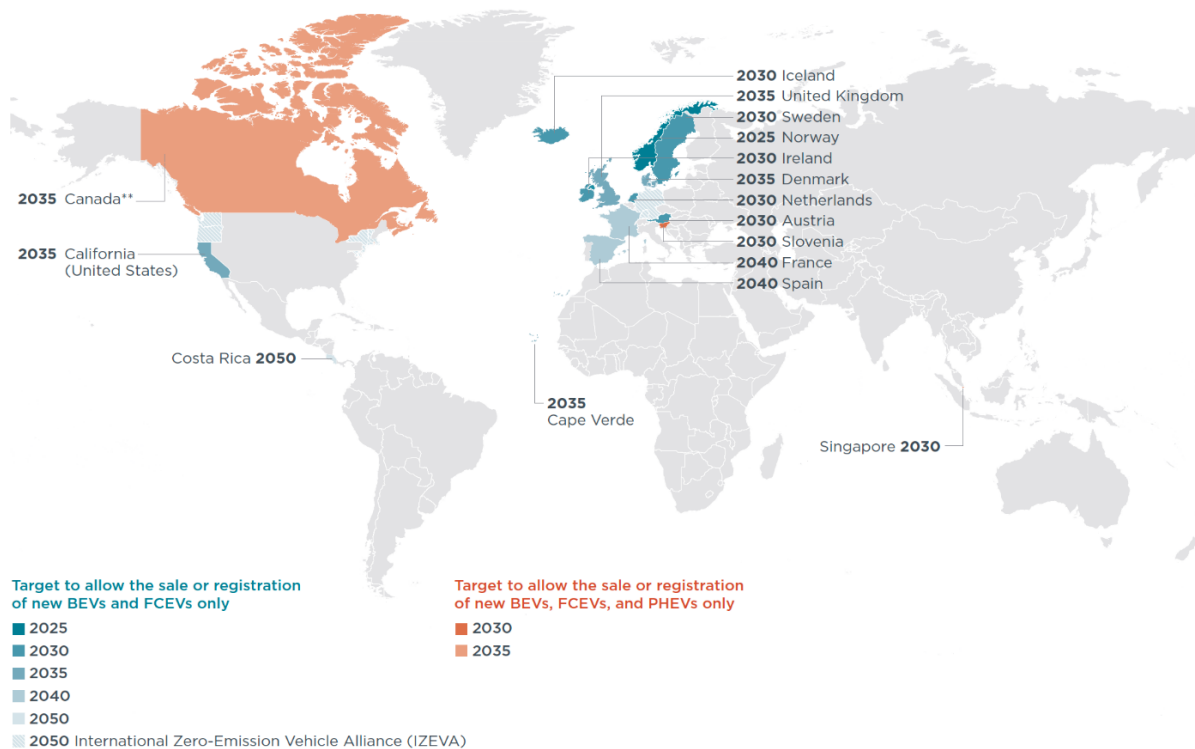 2030 Iceland
2035 United Kingdom
2030 Sweden
2025 Norway
2030 Ireland
2035 Denmark
2030 Netherlands
2030 Austria
2030 Slovenia
2040 France
2040 Spain
2035 Canada**
2035 California
(United States)
Costa Rica 2050
2035
Cape Verde
Singapore 2030
Target to allow the sale or registration
of new BEVs and FCEVs only
2025
2030
2035
2040
2050
2050 International Zero-Emission Vehicle Alliance (IZEVA)
Target to allow the sale or registration
of new BEVs, FCEVs, and PHEVs only
2030
2035